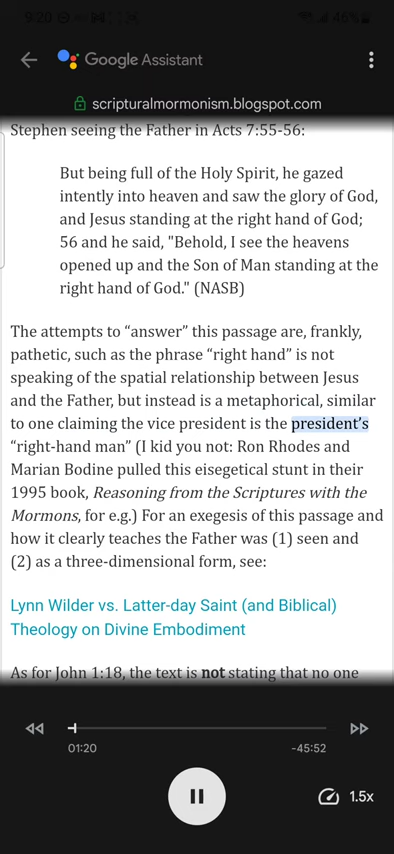 9:20
46%
Google Assistant
scripturalmormonism.blogspot.com
Stephen seeing the Father in Acts 7:55-56:
But being full of the Holy Spirit, he gazed
intently into heaven and saw the glory of God,
and Jesus standing at the right hand of God;
56 and he said, "Behold, I see the heavens
opened up and the Son of Man standing at the
right hand of God." (NASB)
The attempts to “answer” this passage are, frankly,
pathetic, such as the phrase “right hand” is not
speaking of the spatial relationship between Jesus
and the Father, but instead is a metaphorical, similar
to one claiming the vice president is the president’s
“right-hand man” (I kid you not: Ron Rhodes and
Marian Bodine pulled this eisegetical stunt in their
1995 book, Reasoning from the Scriptures with the
Mormons, for e.g.) For an exegesis of this passage and
how it clearly teaches the Father was (1) seen and
(2) as a three-dimensional form, see:
Lynn Wilder vs. Latter-day Saint (and Biblical)
Theology on Divine Embodiment
As for John 1:18, the text is not stating that no one
01:20
-45:52
1.5x